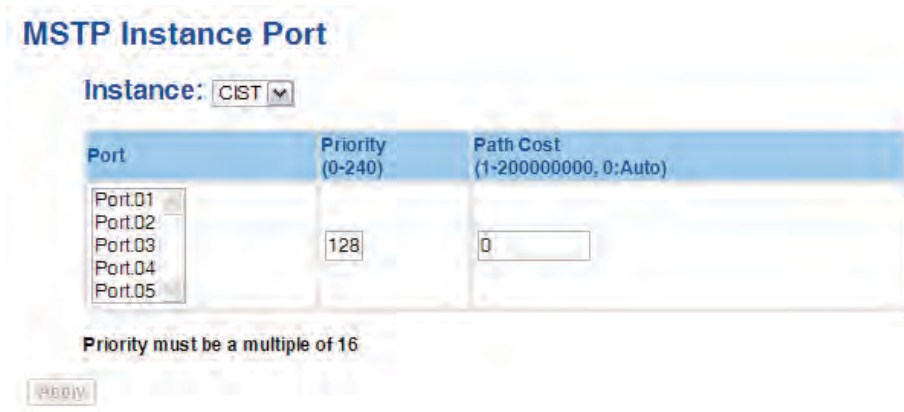 MSTP Instance Port
Instance: CIST
Port Priority (0-240) Path Cost (1-200000000, 0:Auto)
Port.01
Port.02
Port.03
Port.04
Port.05
128
0
Priority must be a multiple of 16
Apply